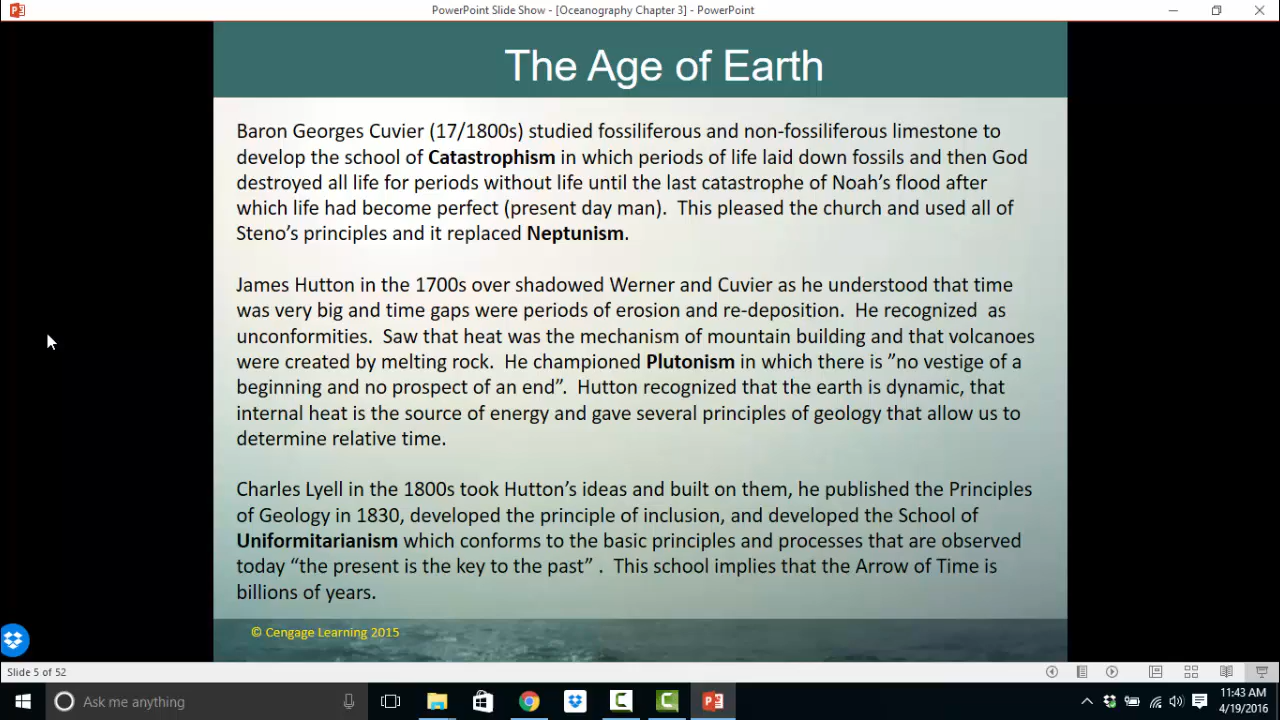 PowerPoint Slide Show - [Oceanography Chapter 3] - PowerPoint
The Age of Earth
Baron Georges Cuvier (17/1800s) studied fossiliferous and non-fossiliferous limestone to
develop the school of Catastrophism in which periods of life laid down fossils and then God
destroyed all life for periods without life until the last catastrophe of Noah's flood after
which life had become perfect (present day man).  This pleased the church and used all of
Steno's principles and it replaced Neptunism.
James Hutton in the 1700s over shadowed Werner and Cuvier as he understood that time
was very big and time gaps were periods of erosion and re-deposition.  He recognized  as
unconformities.  Saw that heat was the mechanism of mountain building and that volcanoes
were created by melting rock.  He championed Plutonism in which there is ”no vestige of a
beginning and no prospect of an end”.  Hutton recognized that the earth is dynamic, that
internal heat is the source of energy and gave several principles of geology that allow us to
determine relative time.
Charles Lyell in the 1800s took Hutton's ideas and built on them, he published the Principles
of Geology in 1830, developed the principle of inclusion, and developed the School of
Uniformitarianism which conforms to the basic principles and processes that are observed
today “the present is the key to the past” .  This school implies that the Arrow of Time is
billions of years.
© Cengage Learning 2015
Slide 5 of 52
Ask me anything
11:43 AM
4/19/2016